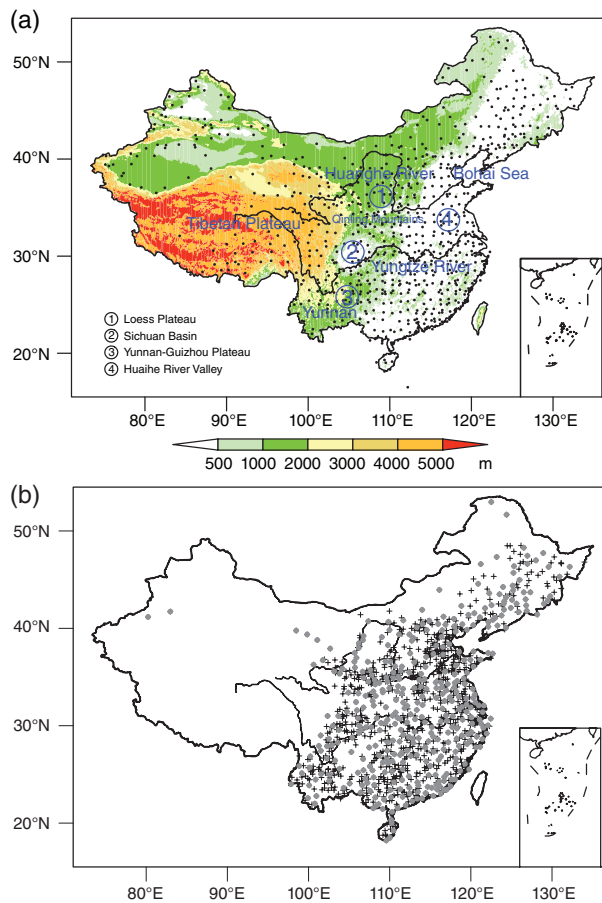 (a)
50°N
40°N
30°N
20°N
Huanghe River
Bohai Sea
①
Qinling Mountains
④
Tibetan Plateau
②
Yungtze River
③
Yunnan
① Loess Plateau
② Sichuan Basin
③ Yunnan-Guizhou Plateau
④ Huaihe River Valley
80°E 90°E 100°E 110°E 120°E 130°E
500 1000 2000 3000 4000 5000 m
(b)
50°N
40°N
30°N
20°N
80°E 90°E 100°E 110°E 120°E 130°E